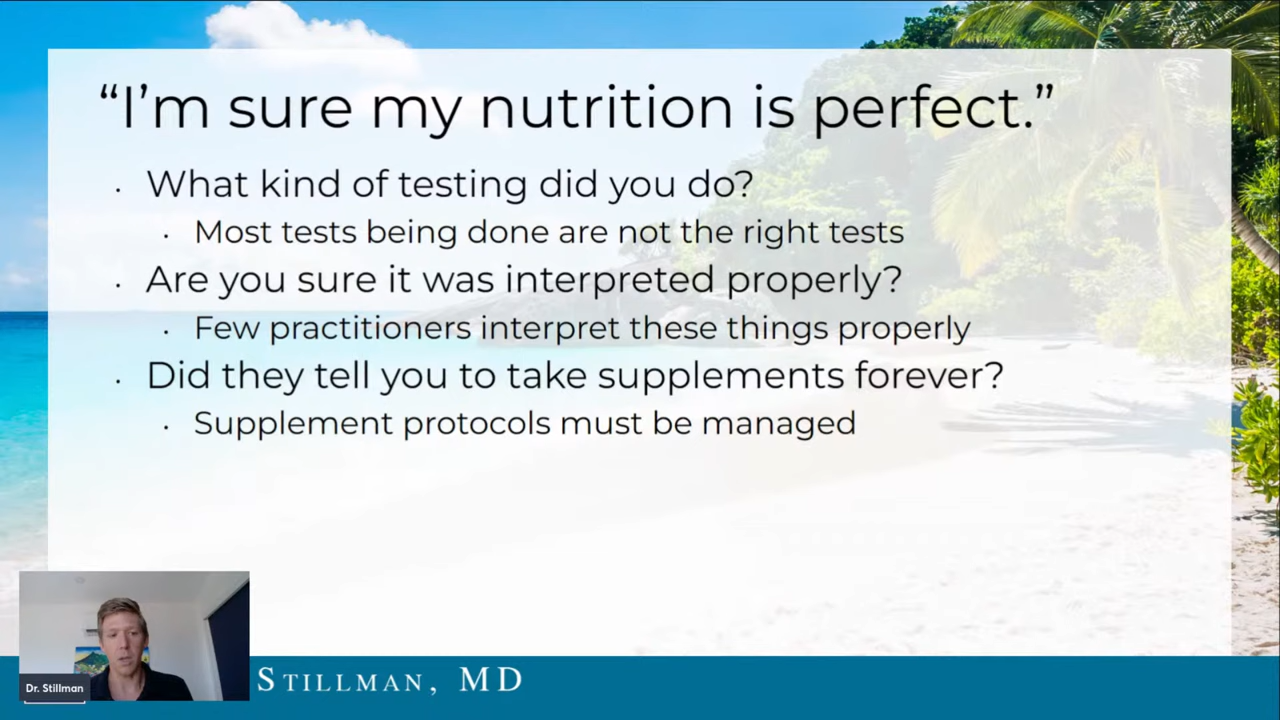 “I’m sure my nutrition is perfect.”
· What kind of testing did you do?
· Most tests being done are not the right tests
· Are you sure it was interpreted properly?
· Few practitioners interpret these things properly
· Did they tell you to take supplements forever?
· Supplement protocols must be managed
Dr. Stillman
STILLMAN, MD